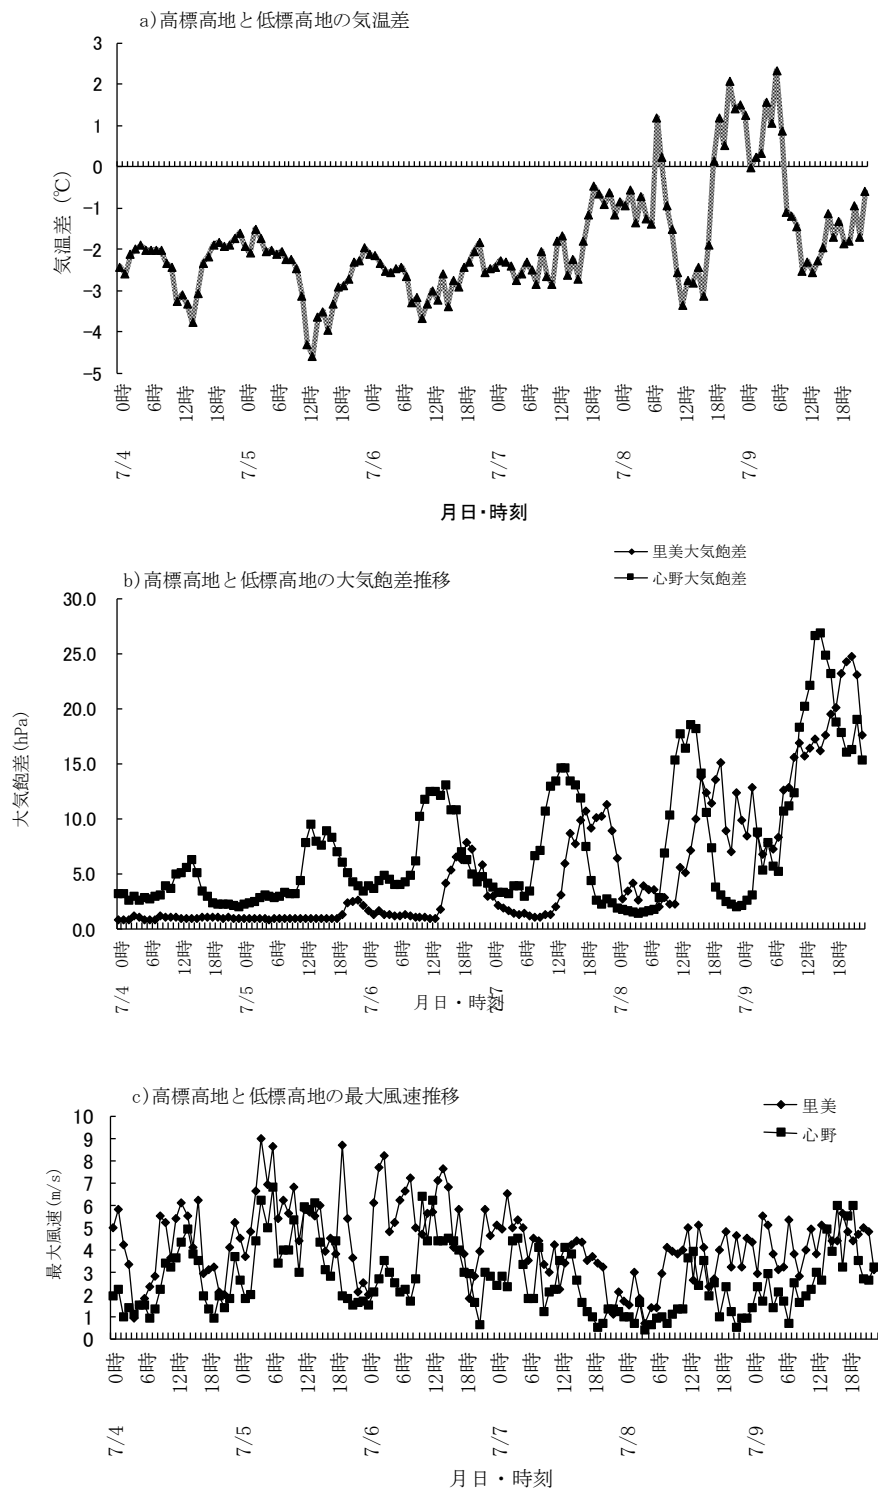 a)高標高地と低標高地の気温差
3
2
1
0
-1
-2
-3
-4
-5
気温差(℃)
0時 6時 12時 18時 0時 6時 12時 18時 0時 6時 12時 18時 0時 6時 12時 18時 0時 6時 12時 18時 0時 6時 12時 18時
7/4 7/5 7/6 7/7 7/8 7/9
月日・時刻
里美大気飽差
心野大気飽差
b)高標高地と低標高地の大気飽差推移
30.0
25.0
20.0
15.0
10.0
5.0
0.0
大気飽差(hPa)
0時 6時 12時 18時 0時 6時 12時 18時 0時 6時 12時 18時 0時 6時 12時 18時 0時 6時 12時 18時 0時 6時 12時 18時
7/4 7/5 7/6 7/7 7/8 7/9
月日・時刻
c)高標高地と低標高地の最大風速推移
里美
心野
10
9
8
7
6
5
4
3
2
1
0
最大風速(m/s)
0時 6時 12時 18時 0時 6時 12時 18時 0時 6時 12時 18時 0時 6時 12時 18時 0時 6時 12時 18時 0時 6時 12時 18時
7/4 7/5 7/6 7/7 7/8 7/9
月日・時刻